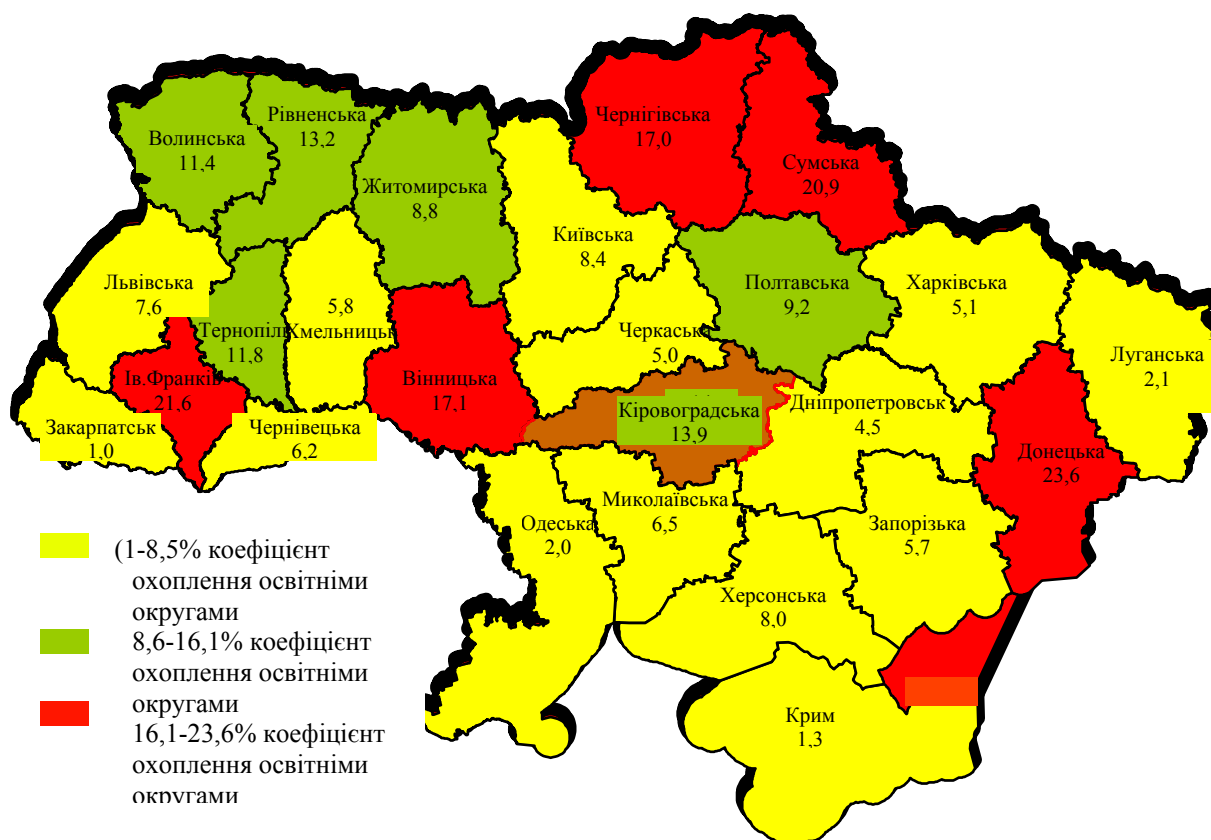 Чернігівська
17,0
Рівненська
13,2
Волинська
11,4
Сумська
20,9
Житомирська
8,8
Київська
8,4
Львівська
7,6
Полтавська
9,2
Харківська
5,1
5,8
Хмельницьк
Тернопіль
11,8
Черкаська
5,0
Луганська
2,1
Ів.Франків
21,6
Вінницька
17,1
Кіровоградська
13,9
Дніпропетровськ
4,5
Закарпатськ
1,0
Чернівецька
6,2
Донецька
23,6
Миколаївська
6,5
Одеська
2,0
Запорізька
5,7
Херсонська
8,0
Крим
1,3
(1-8,5% коефіцієнт
охоплення освітніми
округами
8,6-16,1% коефіцієнт
охоплення освітніми
округами
16,1-23,6% коефіцієнт
охоплення освітніми
округами